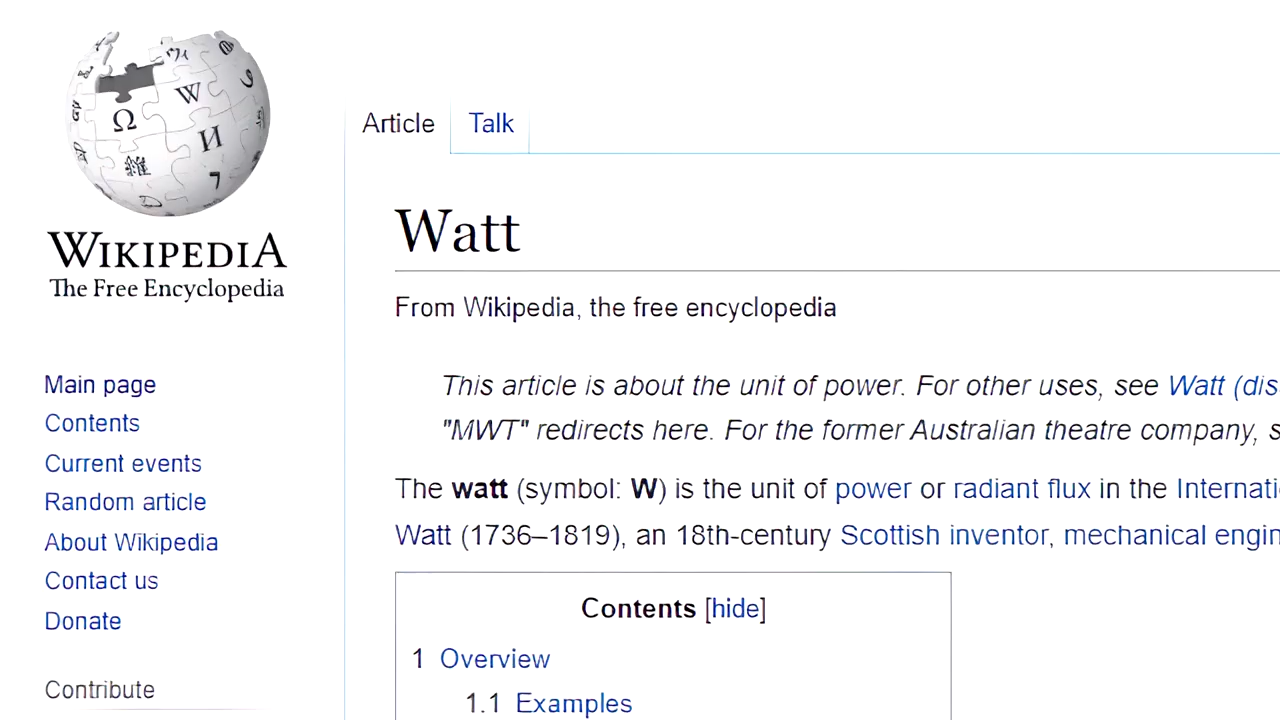 Article Talk
Watt
WIKIPEDIA
The Free Encyclopedia
From Wikipedia, the free encyclopedia
Main page
Contents
Current events
Random article
About Wikipedia
Contact us
Donate
Contribute
This article is about the unit of power. For other uses, see Watt (dis
"MWT" redirects here. For the former Australian theatre company, s
The watt (symbol: W) is the unit of power or radiant flux in the Internati
Watt (1736–1819), an 18th-century Scottish inventor, mechanical engin
Contents [hide]
1 Overview
1.1 Examples